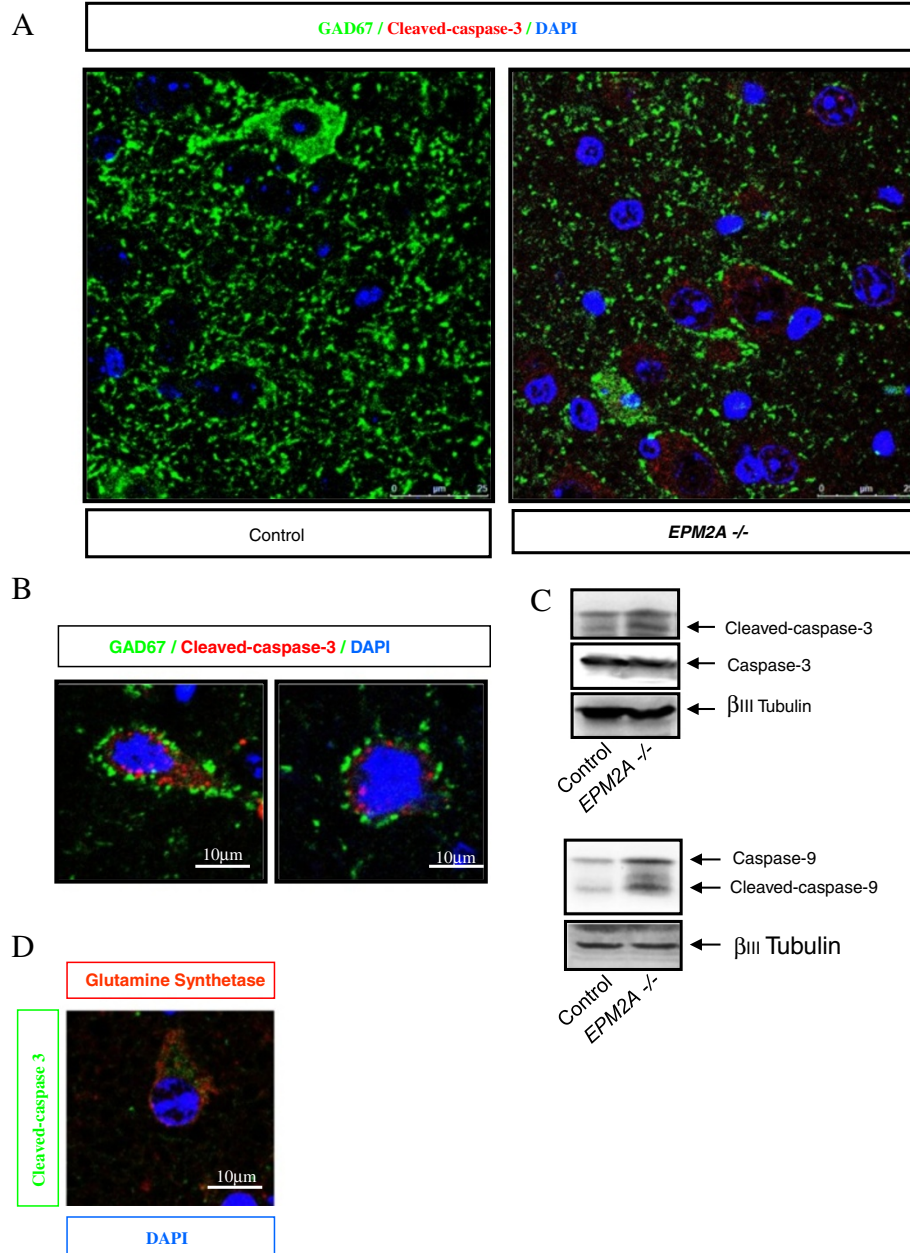 A
GAD67 / Cleaved-caspase-3 / DAPI
0 µm 25
0 µm 25
Control
EPM2A -/-
B
GAD67 / Cleaved-caspase-3 / DAPI
10µm
10µm
C
Cleaved-caspase-3
Caspase-3
βIII Tubulin
Control
EPM2A -/-
Caspase-9
Cleaved-caspase-9
βIII Tubulin
Control
EPM2A -/-
D
Glutamine Synthetase
Cleaved-caspase 3
10µm
DAPI